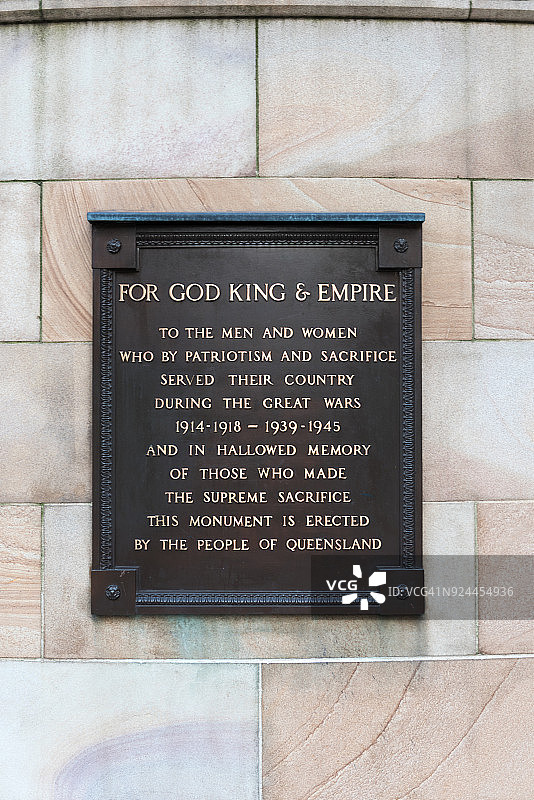 FOR GOD KING & EMPIRE
TO THE MEN AND WOMEN
WHO BY PATRIOTISM AND SACRIFICE
SERVED THEIR COUNTRY
DURING THE GREAT WARS
1914-1918 — 1939-1945
AND IN HALLOWED MEMORY
OF THOSE WHO MADE
THE SUPREME SACRIFICE
THIS MONUMENT IS ERECTED
BY THE PEOPLE OF QUEENSLAND
VCG
ID: VCG41N924454936